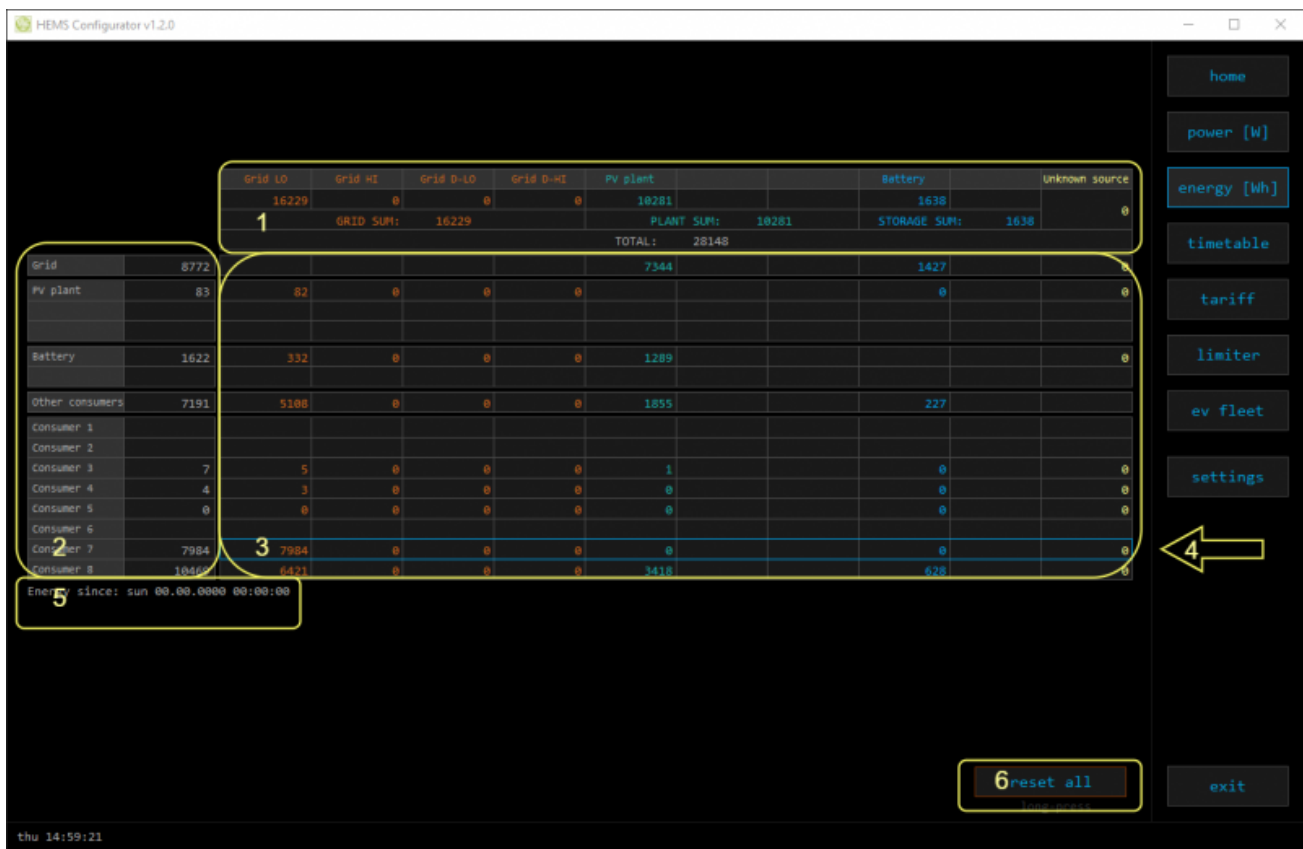 HEMS Configurator v1.2.0
home
power [W]
energy [Wh]
timetable
tariff
limiter
ev fleet
settings
exit
Grid LO Grid HI Grid D-LO Grid D-HI PV plant Battery Unknown source
16229 0 0 0 10281 1638 0
1 GRID SUM: 16229 PLANT SUM: 10281 STORAGE SUM: 1638
TOTAL: 28148
Grid 8772 7344 1427 0
PV plant 83 82 0 0 0 0 0
Battery 1622 332 0 0 0 1289 0
Other consumers 7191 5108 0 0 0 1855 227
Consumer 1
Consumer 2
Consumer 3 7 5 0 0 0 1 0 0
Consumer 4 4 3 0 0 0 0 0 0
Consumer 5 0 0 0 0 0 0 0 0
Consumer 6
Consumer 7 2 7984 3 7984 0 0 0 0 0 0 4
Consumer 8 10468 6421 0 0 0 3418 628 0
Energy since: sun 00.00.0000 00:00:00
5
6 reset all
long-press
thu 14:59:21